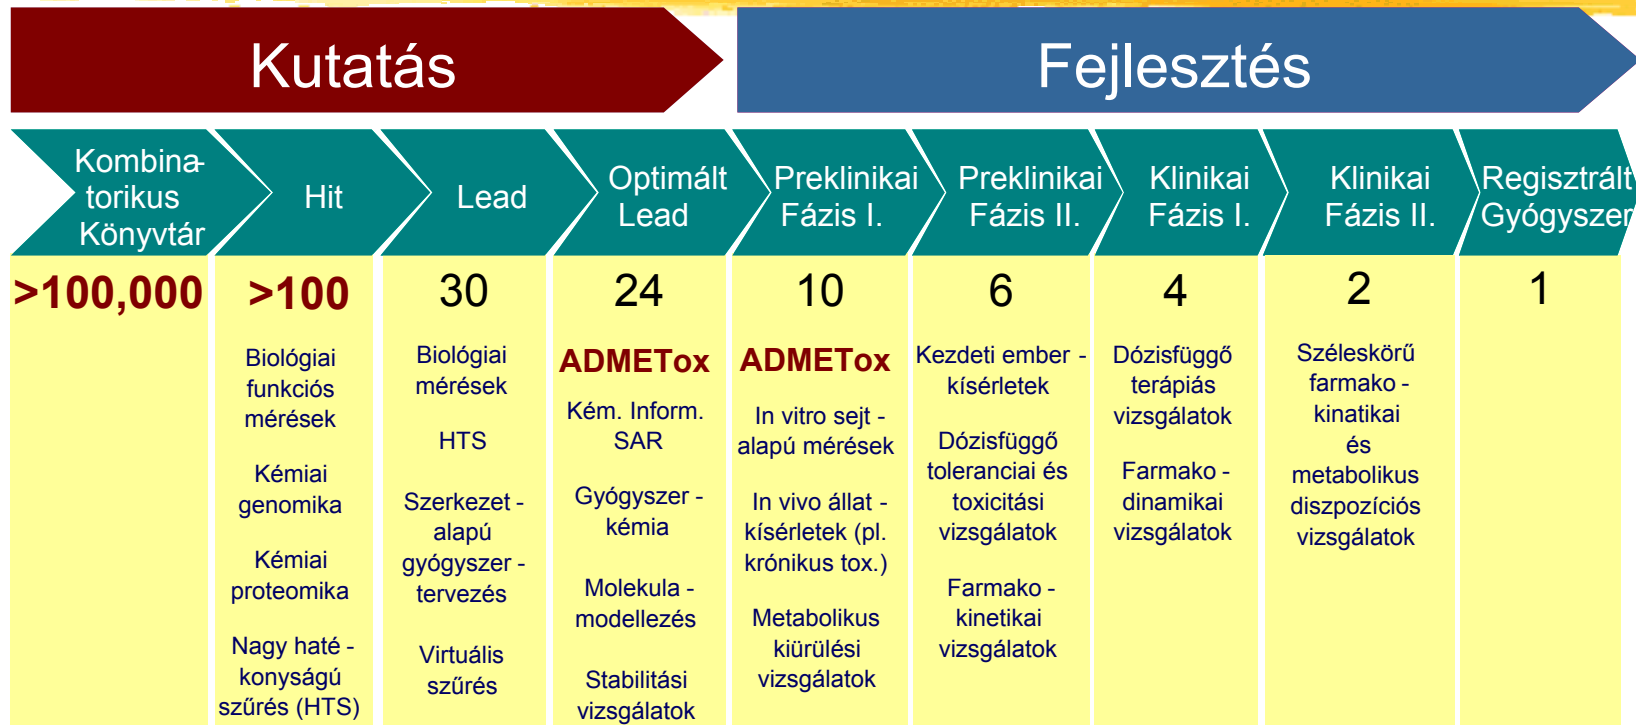 Kutatás
Fejlesztés
Kombina-
torikus
Könyvtár
Hit
Lead
Optimált
Lead
Preklinikai
Fázis I.
Preklinikai
Fázis II.
Klinikai
Fázis I.
Klinikai
Fázis II.
Regisztrált
Gyógyszer
>100,000
>100
30
24
10
6
4
2
1
Biológiai
funkciós
mérések
Kémiai
genomika
Kémiai
proteomika
Nagy haté -
konyságú
szűrés (HTS)
Biológiai
mérések
HTS
Szerkezet -
alapú
gyógyszer -
tervezés
Virtuális
szűrés
ADMETox
Kém. Inform.
SAR
Gyógyszer -
kémia
Molekula -
modellezés
Stabilitási
vizsgálatok
ADMETox
In vitro sejt -
alapú mérések
In vivo állat -
kísérletek (pl.
krónikus tox.)
Metabolikus
kiürülési
vizsgálatok
Kezdeti ember -
kísérletek
Dózisfüggő
toleranciai és
toxicitási
vizsgálatok
Farmako -
kinetikai
vizsgálatok
Dózisfüggő
terápiás
vizsgálatok
Farmako -
dinamikai
vizsgálatok
Széleskörű
farmako -
kinatikai
és
metabolikus
diszpozíciós
vizsgálatok